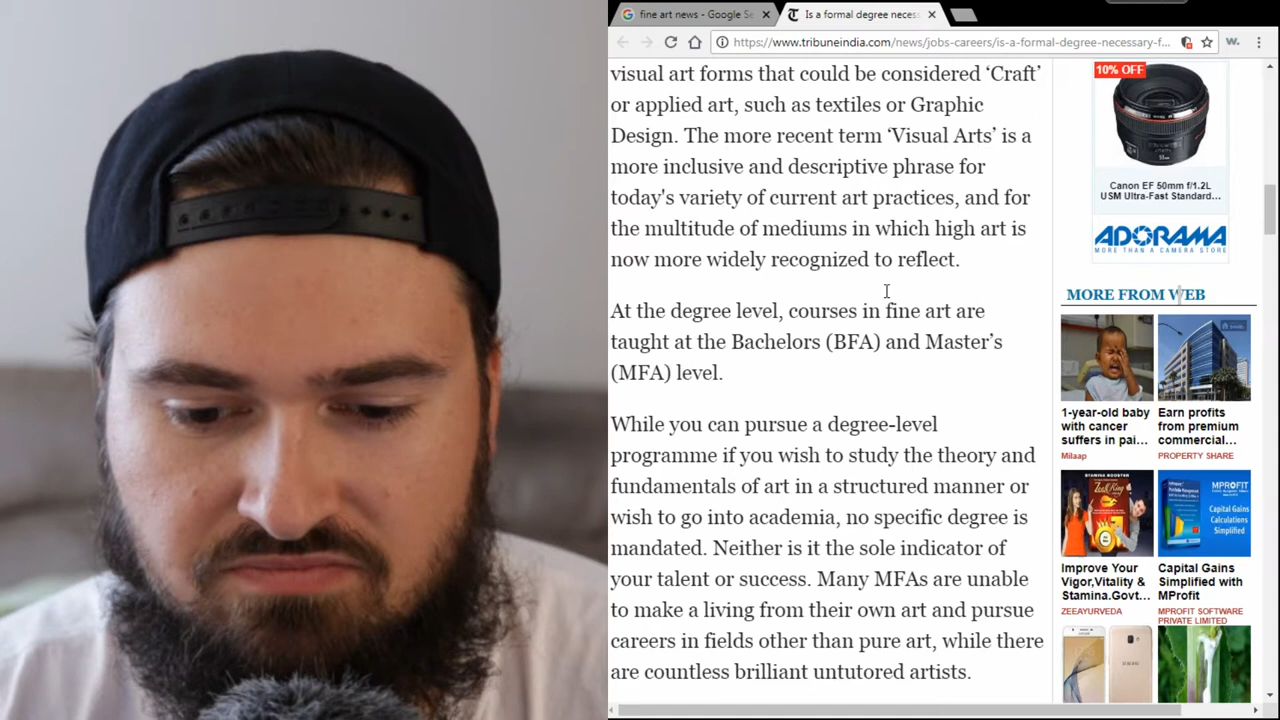 fine art news - Google Se
Is a formal degree neces
https://www.tribuneindia.com/news/jobs-careers/is-a-formal-degree-necessary-f...
W.
visual art forms that could be considered ‘Craft’
or applied art, such as textiles or Graphic
Design. The more recent term ‘Visual Arts’ is a
more inclusive and descriptive phrase for
today's variety of current art practices, and for
the multitude of mediums in which high art is
now more widely recognized to reflect.
At the degree level, courses in fine art are
taught at the Bachelors (BFA) and Master’s
(MFA) level.
While you can pursue a degree-level
programme if you wish to study the theory and
fundamentals of art in a structured manner or
wish to go into academia, no specific degree is
mandated. Neither is it the sole indicator of
your talent or success. Many MFAs are unable
to make a living from their own art and pursue
careers in fields other than pure art, while there
are countless brilliant untutored artists.
10% OFF
Canon EF 50mm f/1.2L
USM Ultra-Fast Standard...
ADORAMA
MORE THAN A CAMERA STORE
MORE FROM WEB
1-year-old baby
with cancer
suffers in pai...
Milaap
Earn profits
from premium
commercial...
PROPERTY SHARE
MPROFIT
Capital Gains
Calculations
Simplified
Improve Your
Vigor,Vitality &
Stamina.Govt...
ZEEAYURVEDA
Capital Gains
Simplified with
MProfit
MPROFIT SOFTWARE
PRIVATE LIMITED